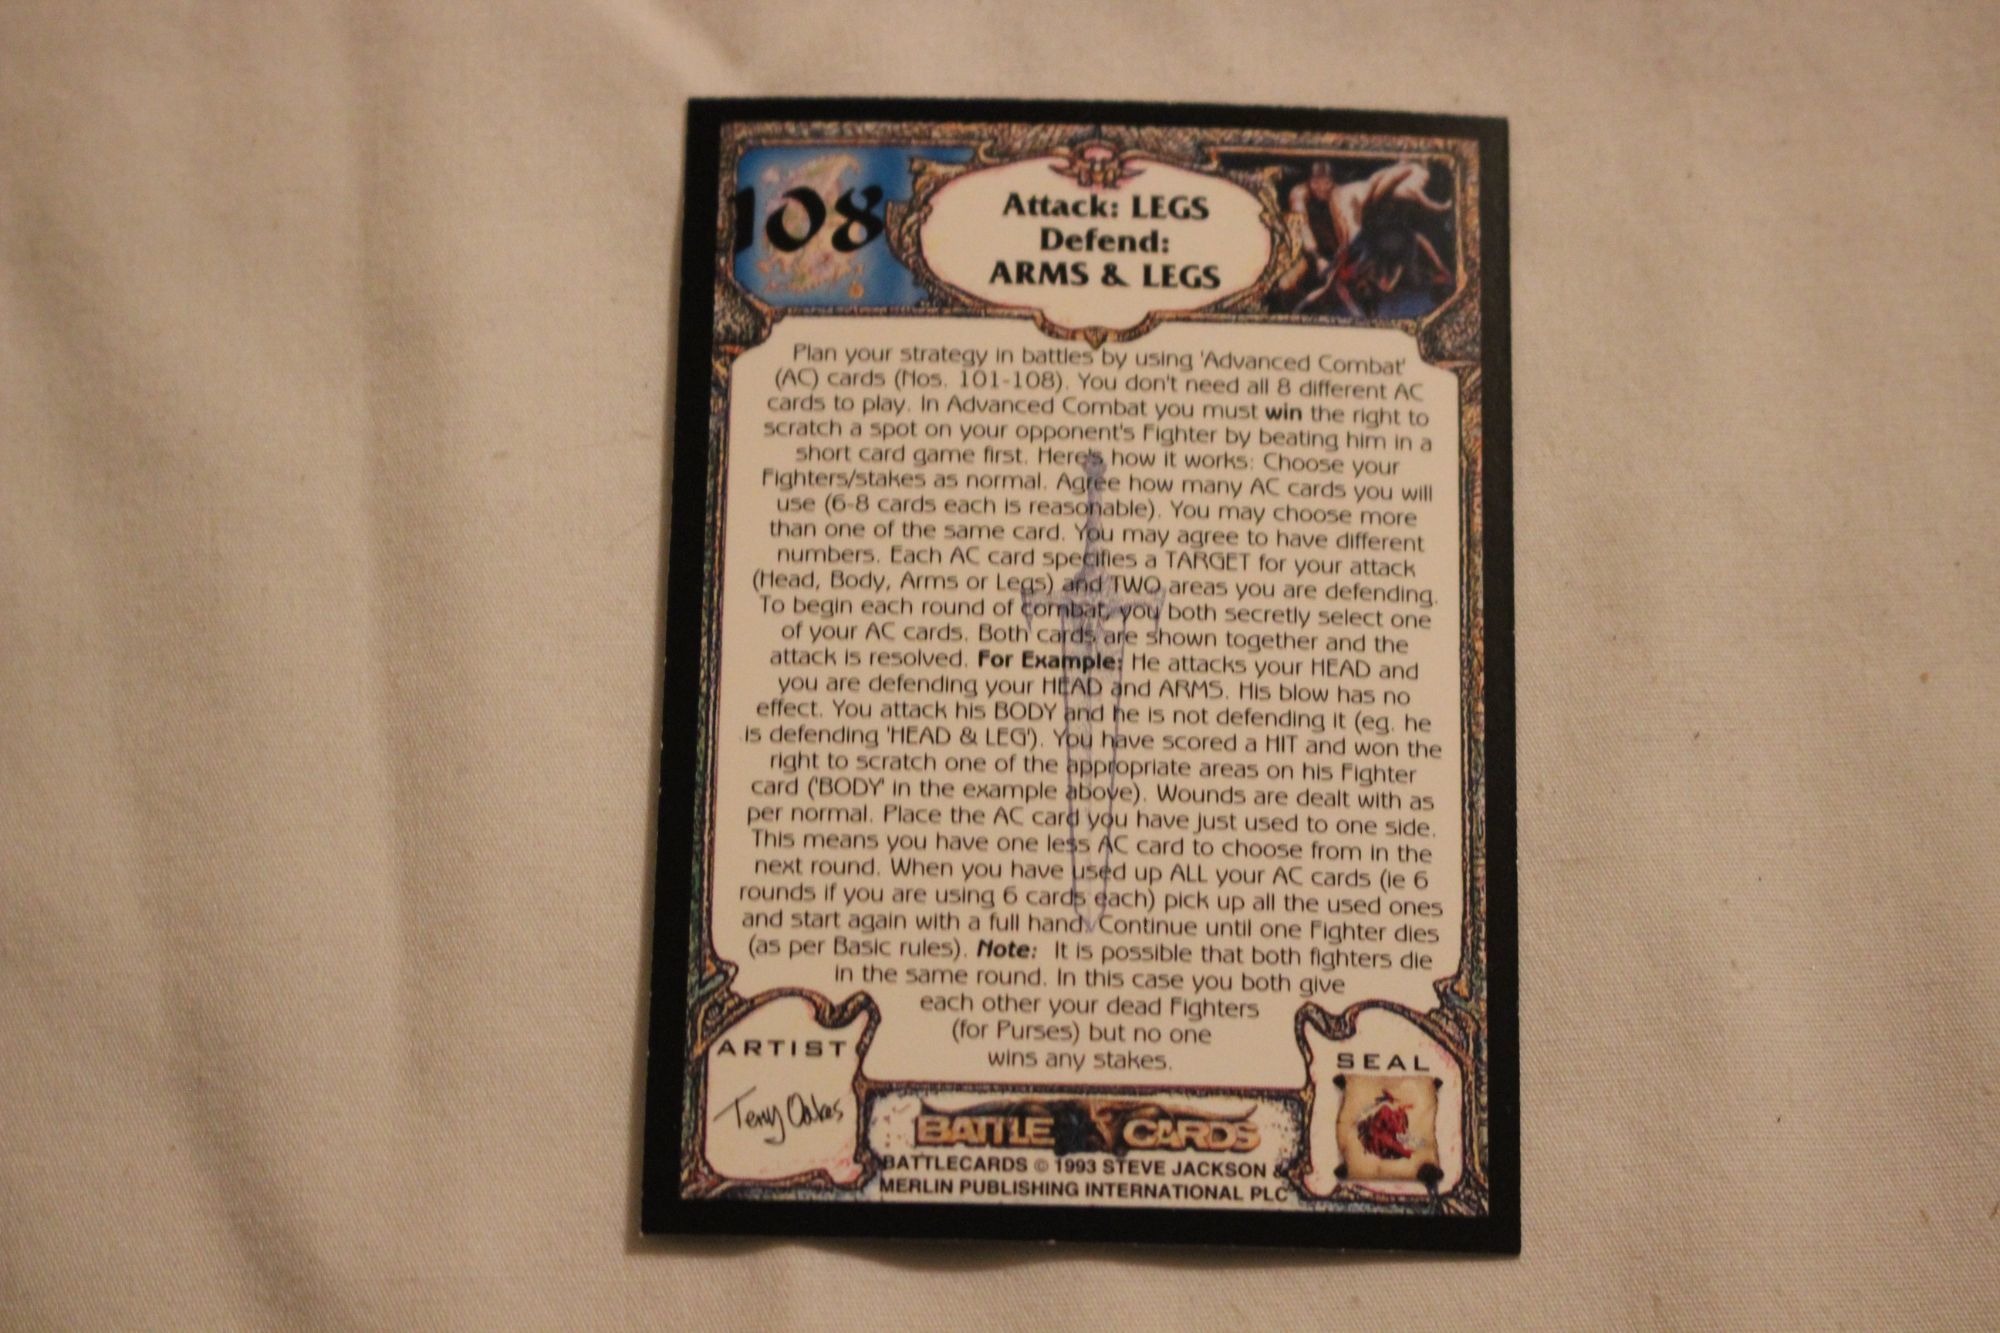 108
Attack: LEGS
Defend:
ARMS & LEGS
Plan your strategy in battles by using 'Advanced Combat'
(AC) cards (Nos. 101-108). You don't need all 8 different AC
cards to play. In Advanced Combat you must win the right to
scratch a spot on your opponent's Fighter by beating him in a
short card game first. Here's how it works: Choose your
Fighters/stakes as normal. Agree how many AC cards you will
use (6-8 cards each is reasonable). You may choose more
than one of the same card. You may agree to have different
numbers. Each AC card specifies a TARGET for your attack
(Head, Body, Arms or Legs) and TWO areas you are defending.
To begin each round of combat, you both secretly select one
of your AC cards. Both cards are shown together and the
attack is resolved. For Example: He attacks your HEAD and
you are defending your HEAD and ARMS. His blow has no
effect. You attack his BODY and he is not defending it (eg. he
is defending 'HEAD & LEG'). You have scored a HIT and won the
right to scratch one of the appropriate areas on his Fighter
card ('BODY' in the example above). Wounds are dealt with as
per normal. Place the AC card you have just used to one side.
This means you have one less AC card to choose from in the
next round. When you have used up ALL your AC cards (ie 6
rounds if you are using 6 cards each) pick up all the used ones
and start again with a full hand. Continue until one Fighter dies
(as per Basic rules). Note: It is possible that both fighters die
in the same round. In this case you both give
each other your dead Fighters
(for Purses) but no one
wins any stakes.
ARTIST
Terry Oakes
SEAL
BATTLE CARDS
BATTLECARDS © 1993 STEVE JACKSON &
MERLIN PUBLISHING INTERNATIONAL PLC